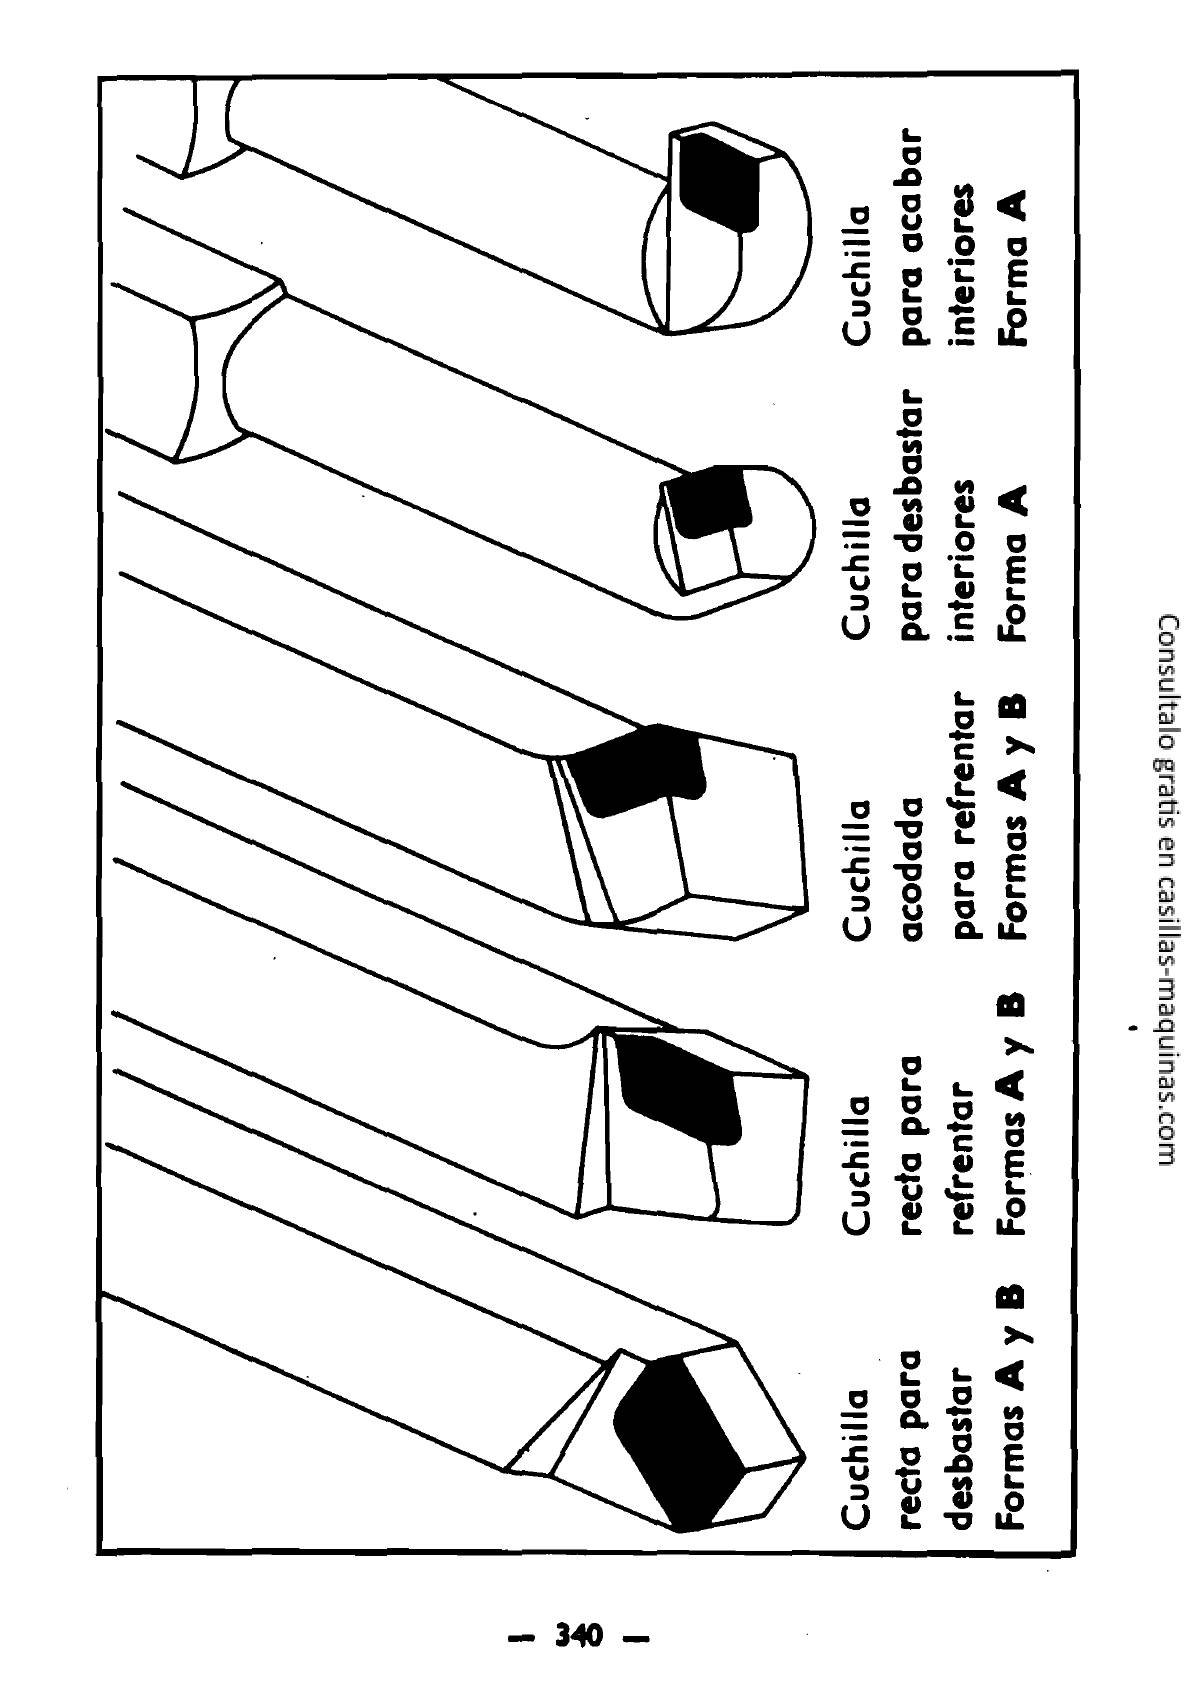 Cuchilla
recta para
desbastar
Formas A y B
Cuchilla
recta para
refrentar
Formas A y B
Cuchilla
acodada
para refrentar
Formas A y B
Cuchilla
para desbastar
interiores
Forma A
Cuchilla
para acabar
interiores
Forma A
— 340 —
Consultalo gratis en casillas-maquinas.com